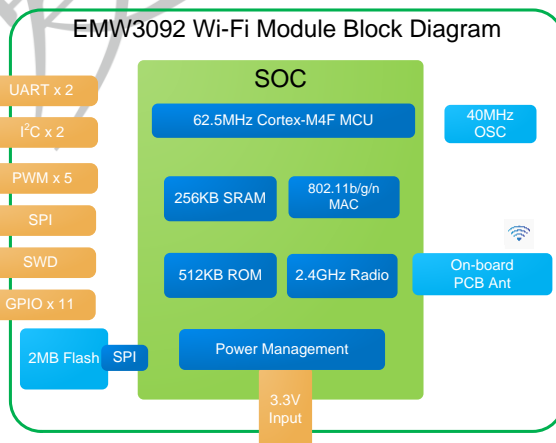 EMW3092 Wi-Fi Module Block Diagram
SOC
UART x 2
I²C x 2
PWM x 5
SPI
SWD
GPIO x 11
2MB Flash
SPI
62.5MHz Cortex-M4F MCU
256KB SRAM
802.11b/g/n
MAC
512KB ROM
2.4GHz Radio
Power Management
3.3V
Input
40MHz
OSC
On-board
PCB Ant